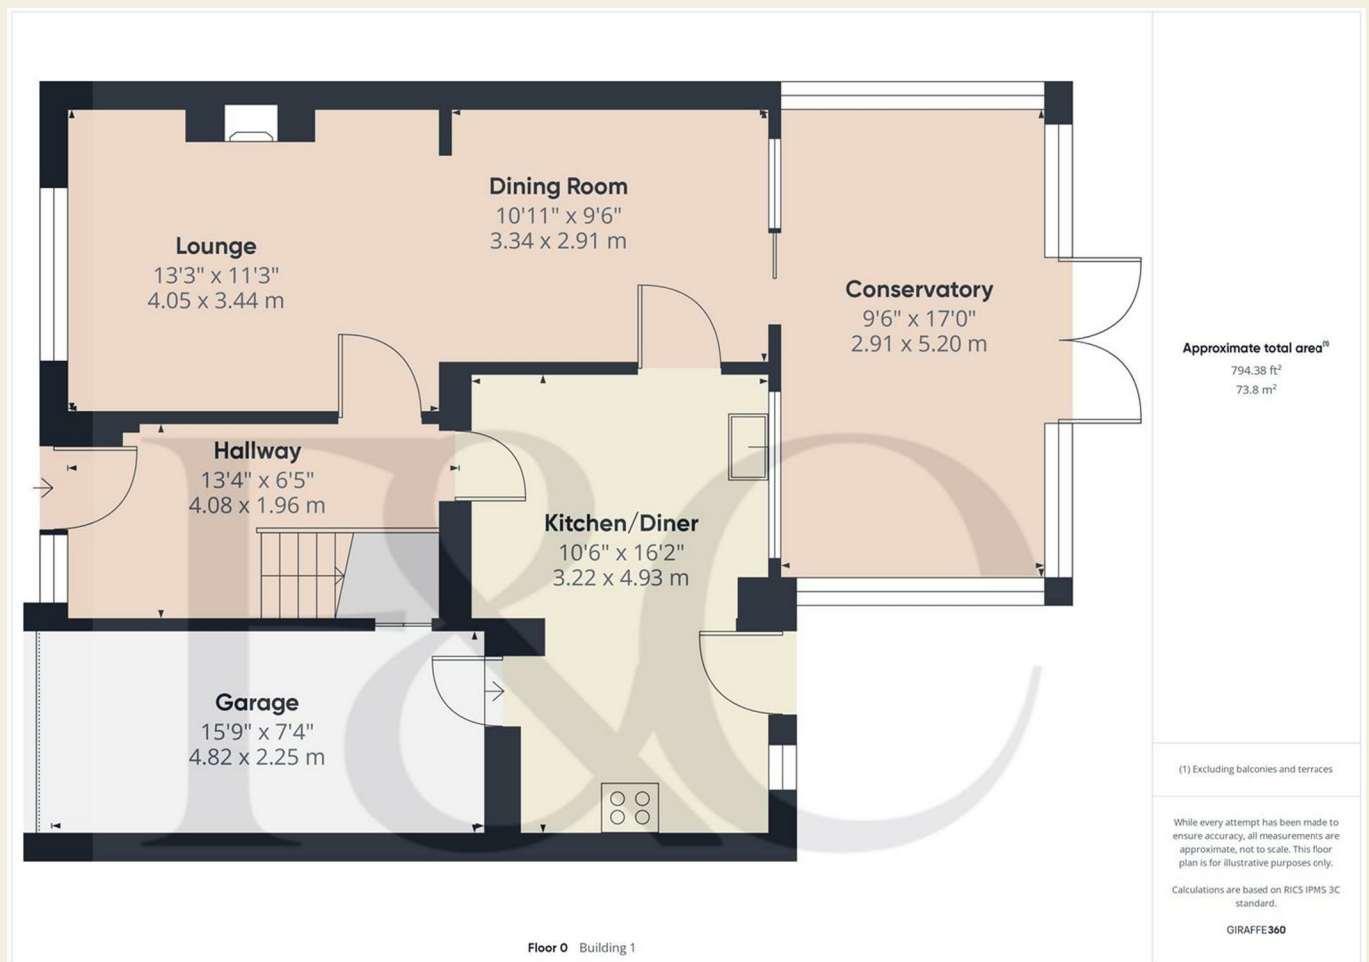 Dining Room
10'11" x 9'6"
3.34 x 2.91 m
Lounge
13'3" x 11'3"
4.05 x 3.44 m
Conservatory
9'6" x 17'0"
2.91 x 5.20 m
Hallway
13'4" x 6'5"
4.08 x 1.96 m
Kitchen/Diner
10'6" x 16'2"
3.22 x 4.93 m
Garage
15'9" x 7'4"
4.82 x 2.25 m
F&C
Floor 0 Building 1
Approximate total area(1)
794.38 ft²
73.8 m²
(1) Excluding balconies and terraces
While every attempt has been made to
ensure accuracy, all measurements are
approximate, not to scale. This floor
plan is for illustrative purposes only.
Calculations are based on RICS IPMS 3C
standard.
GIRAFFE360